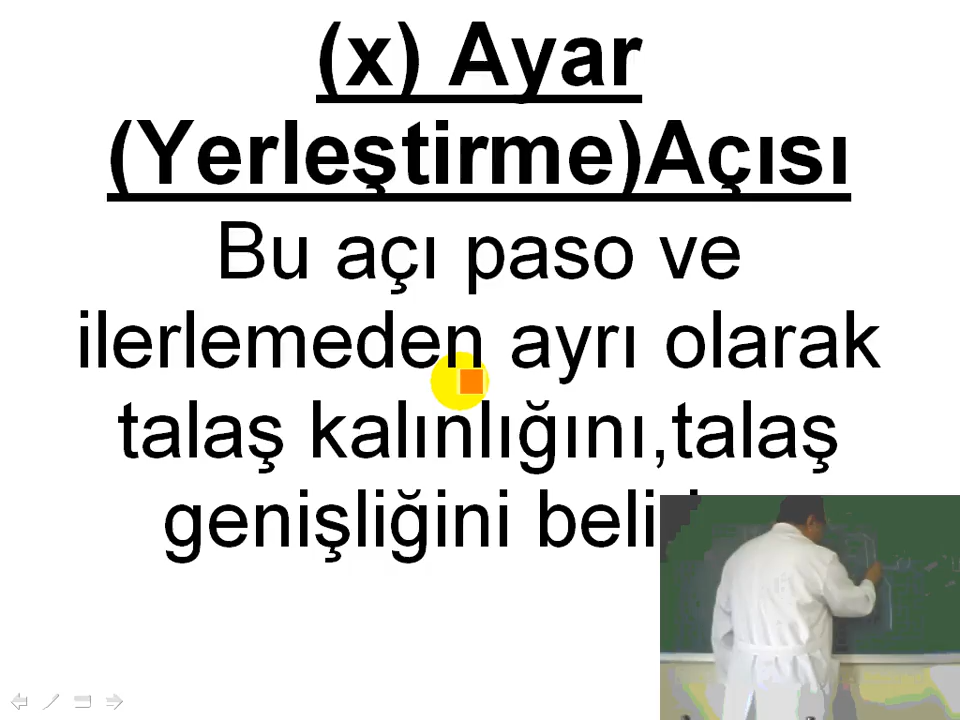 (x) Ayar
(Yerleştirme)Açısı
Bu açı paso ve
ilerlemeden ayrı olarak
talaş kalınlığını,talaş
genişliğini